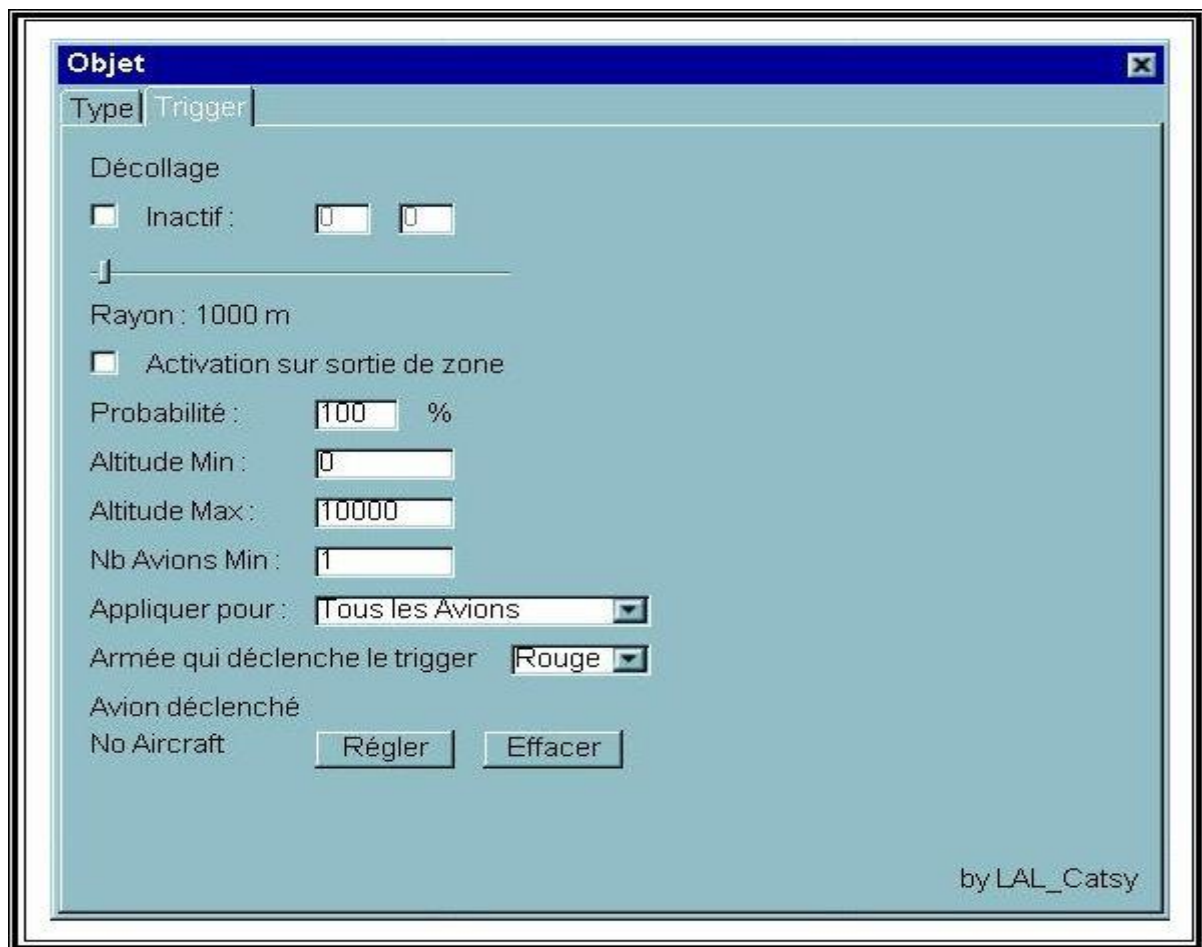 Objet
Type Trigger
Décollage
Inactif : 0 0
Rayon : 1000 m
Activation sur sortie de zone
Probabilité : 100 %
Altitude Min : 0
Altitude Max : 10000
Nb Avions Min : 1
Appliquer pour : Tous les Avions
Armée qui déclenche le trigger Rouge
Avion déclenché
No Aircraft Régler Effacer
by LAL_Catsy